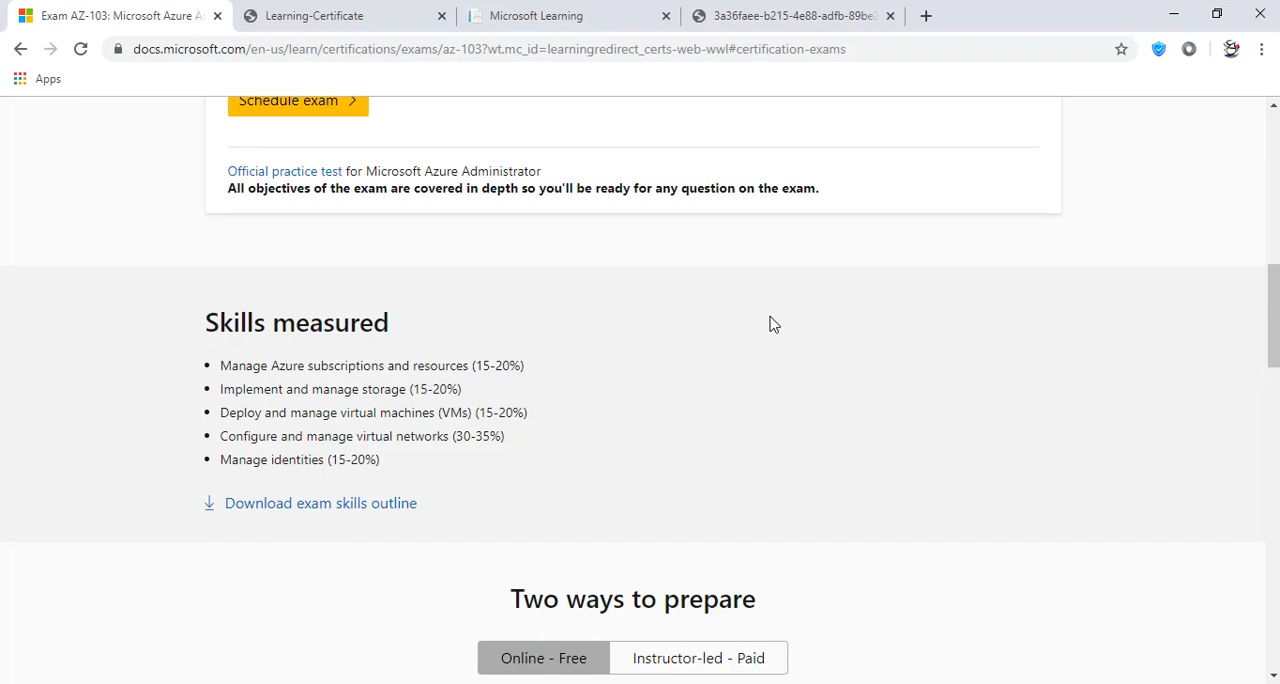 Exam AZ-103: Microsoft Azure A
Learning-Certificate
Microsoft Learning
3a36faee-b215-4e88-adfb-89be2
docs.microsoft.com/en-us/learn/certifications/exams/az-103?wt.mc_id=learningredirect_certs-web-wwl#certification-exams
Apps
Schedule exam
Official practice test for Microsoft Azure Administrator
All objectives of the exam are covered in depth so you'll be ready for any question on the exam.
Skills measured
• Manage Azure subscriptions and resources (15-20%)
• Implement and manage storage (15-20%)
• Deploy and manage virtual machines (VMs) (15-20%)
• Configure and manage virtual networks (30-35%)
• Manage identities (15-20%)
Download exam skills outline
Two ways to prepare
Online - Free
Instructor-led - Paid